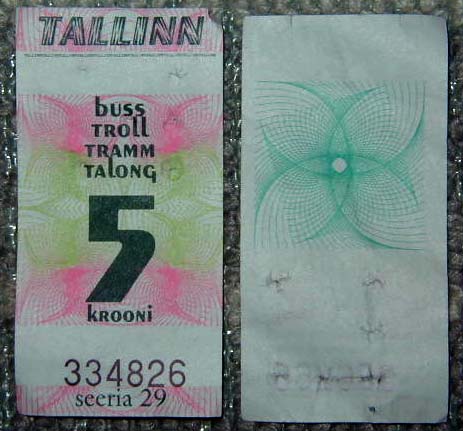 TALLINN
buss
TROLL
TRAMM
TALONG
5
KROONI
334826
seeria 29